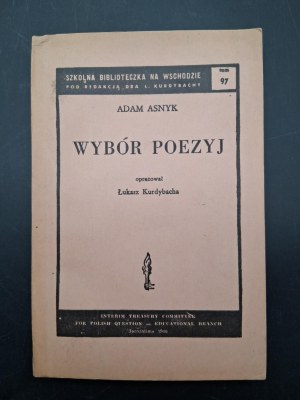 SZKOLNA BIBLIOTECZKA NA WSCHODZIE
POD REDAKCJĄ DRA Ł. KURDYBACHY
TOM
97
ADAM ASNYK
WYBÓR POEZYJ
opracował
Łukasz Kurdybacha
INTERIM TREASURY COMMITTEE
FOR POLISH QUESTION — EDUCATIONAL BRANCH